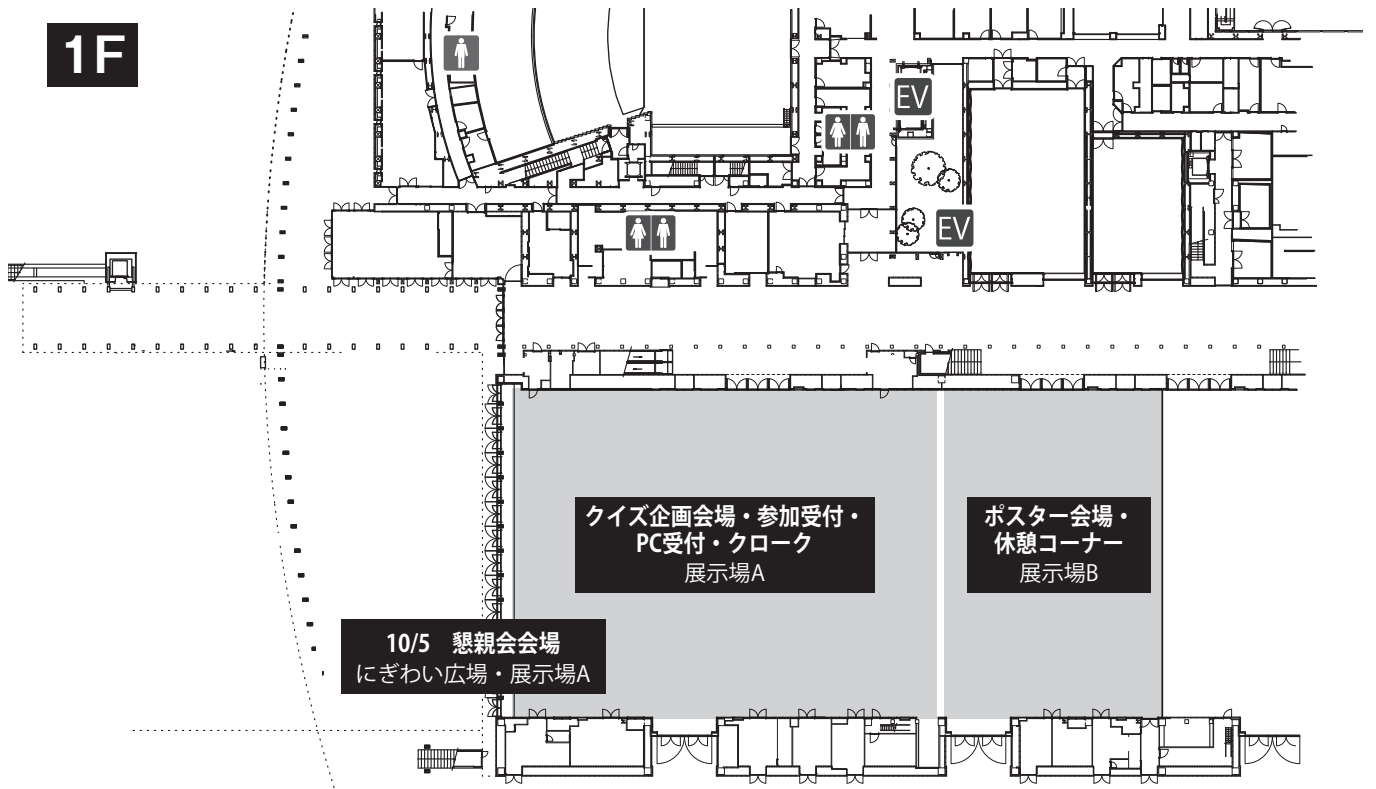 1F
EV
EV
クイズ企画会場・参加受付・
PC受付・クローク
展示場A
ポスター会場・
休憩コーナー
展示場B
10/5　懇親会会場
にぎわい広場・展示場A